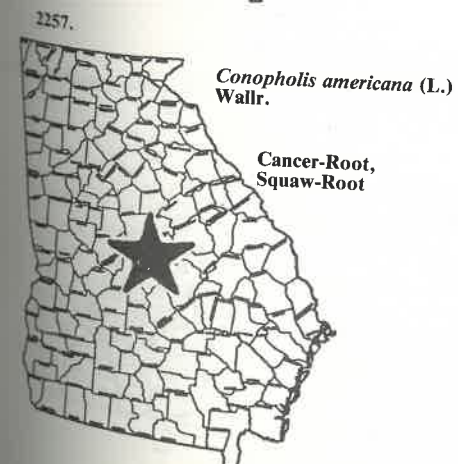 2257.
Conopholis americana (L.)
Wallr.
Cancer-Root,
Squaw-Root